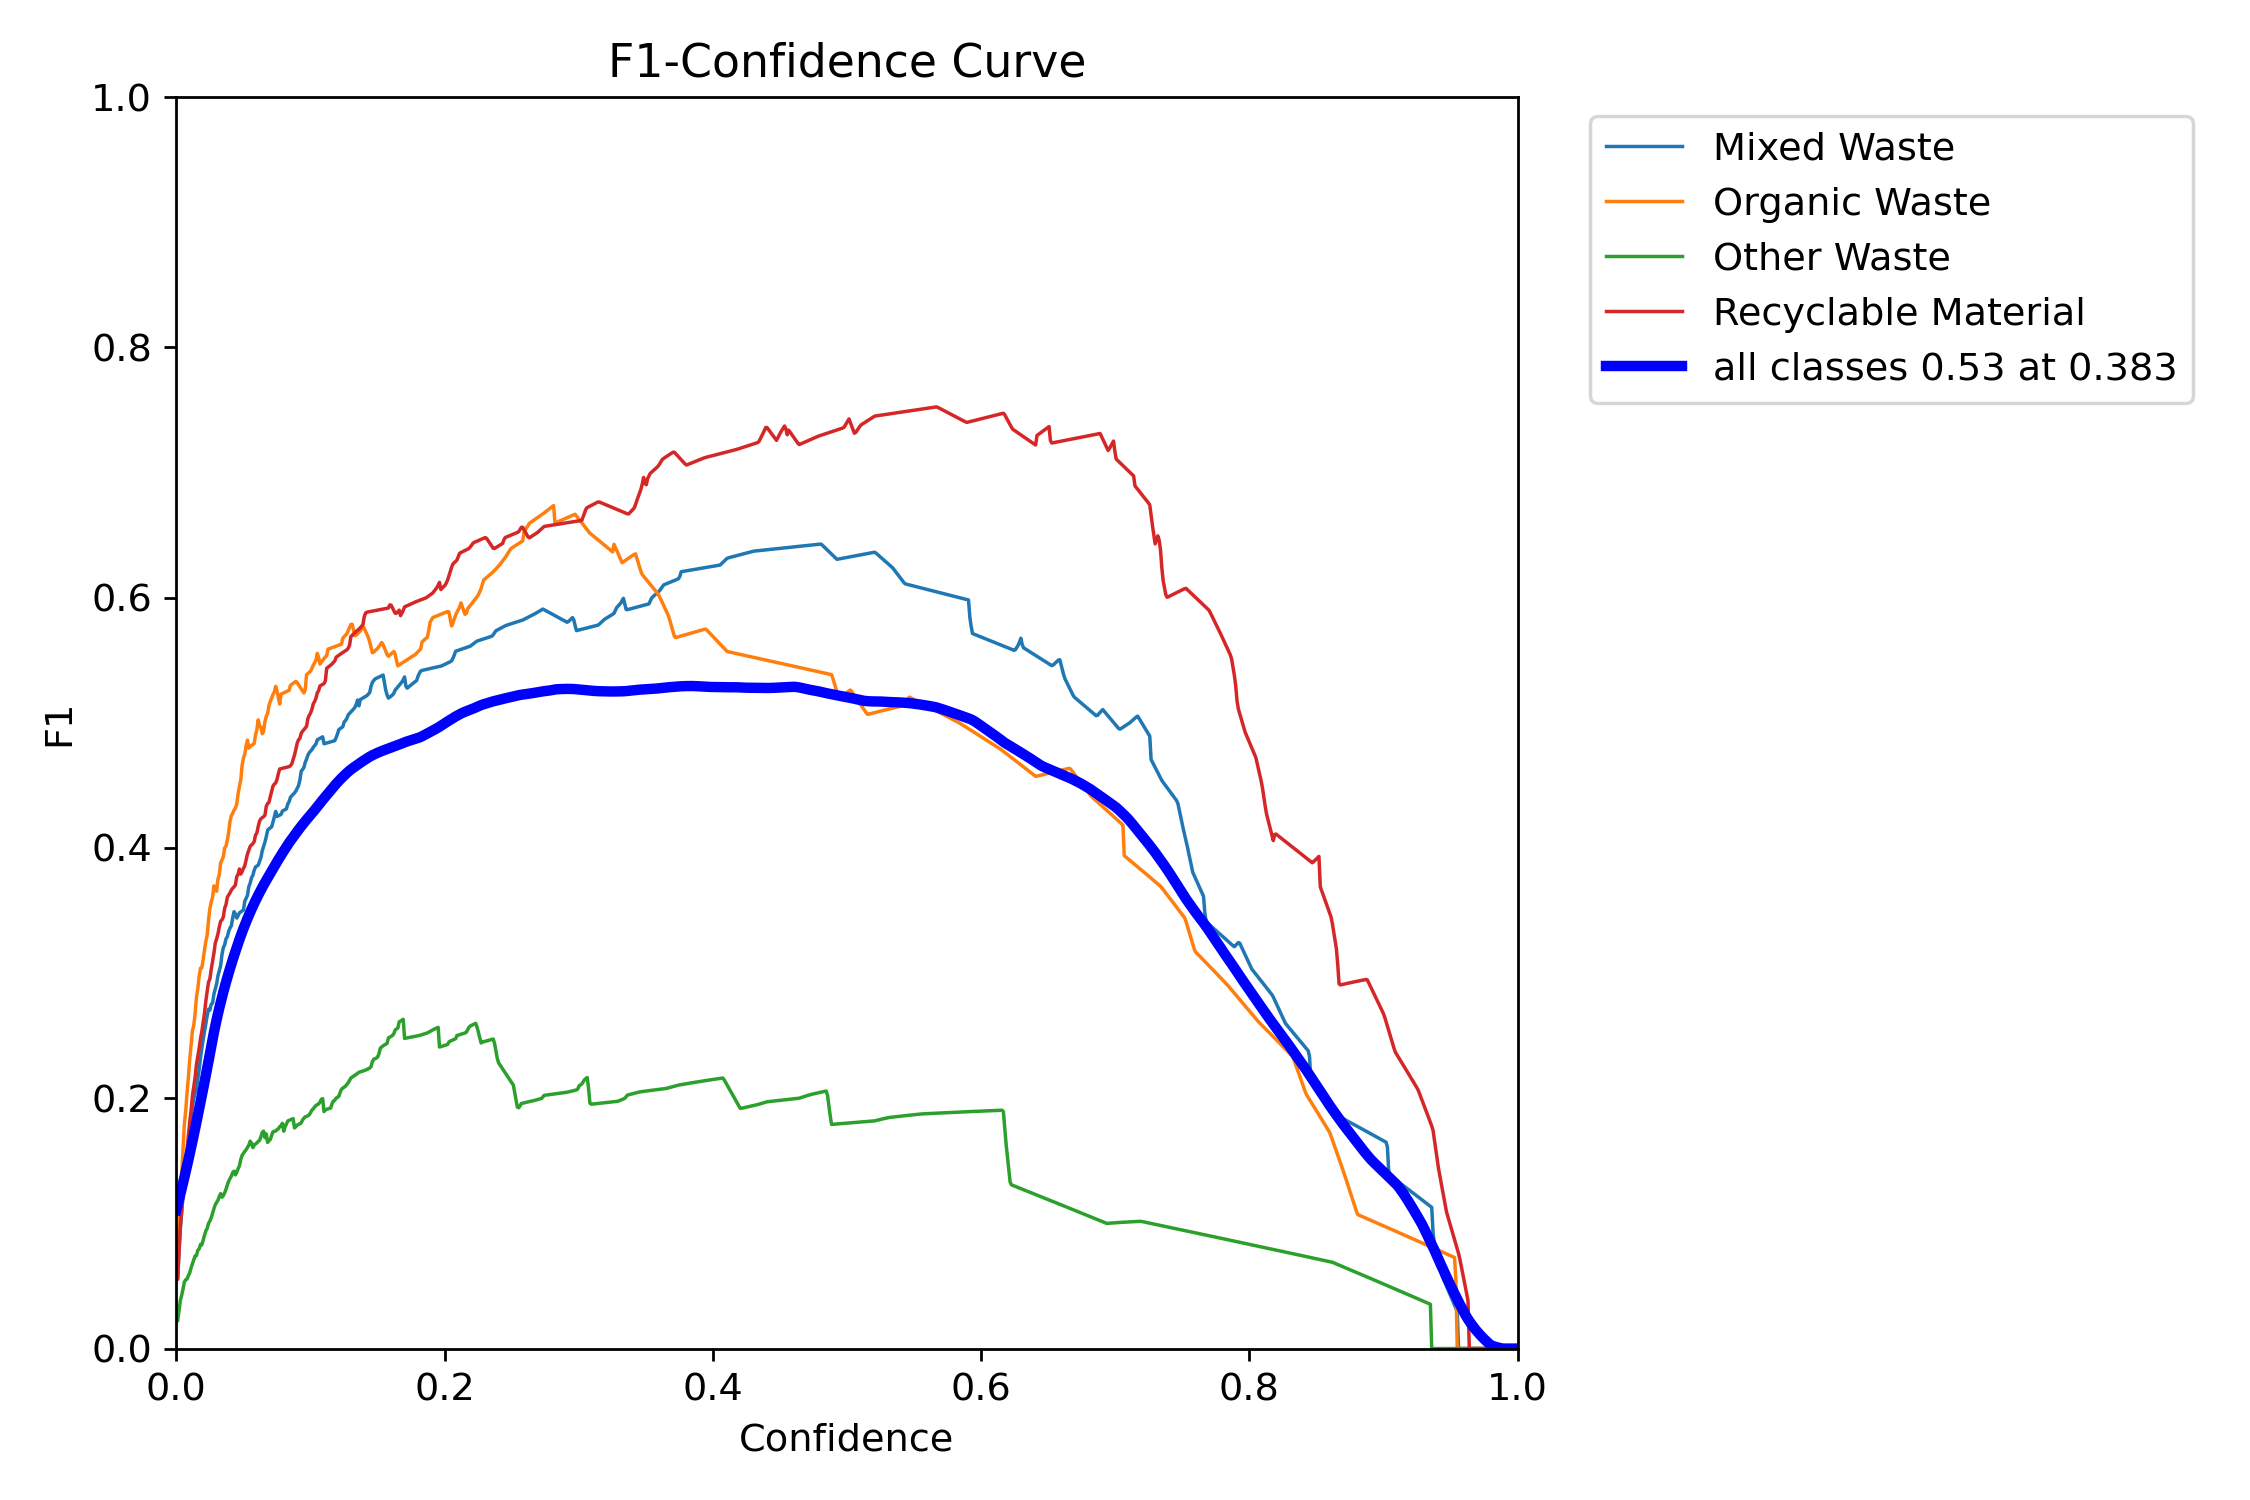 F1-Confidence Curve
1.0
0.8
0.6
0.4
0.2
0.0
F1
0.0 0.2 0.4 0.6 0.8 1.0
Confidence
Mixed Waste
Organic Waste
Other Waste
Recyclable Material
all classes 0.53 at 0.383